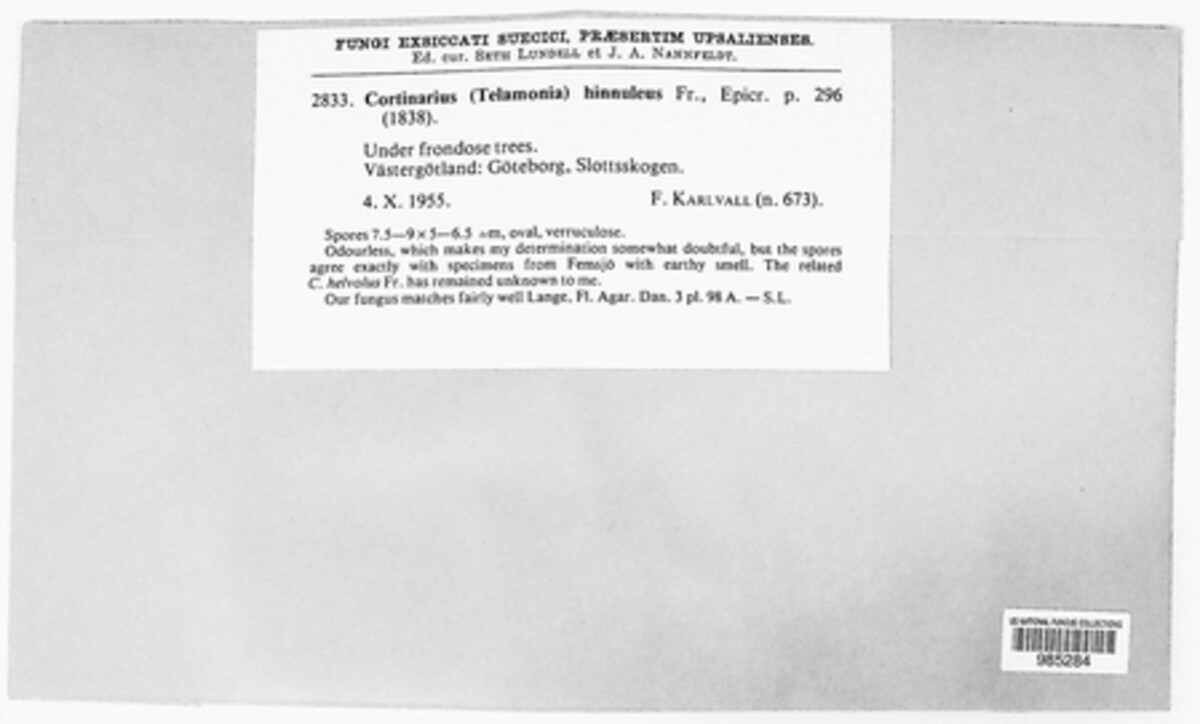 FUNGI EXSICCATI SUECICI, PRÆSERTIM UPSALIENSES.
Ed. cur. SETH LUNDELL et J. A. NANNFELDT.
2833. Cortinarius (Telamonia) hinnuleus Fr., Epicr. p. 296
(1838).
Under frondose trees.
Västergötland: Göteborg, Slottsskogen.
4. X. 1955. F. KARLVALL (n. 673).
Spores 7.5—9 × 5—6.5 µm, oval, verruculose.
Odourless, which makes my determination somewhat doubtful, but the spores
agree exactly with specimens from Femsjö with earthy smell. The related
C. helvolus Fr. has remained unknown to me.
Our fungus matches fairly well Lange, Fl. Agar. Dan. 3 pl. 98 A. — S. L.
US NATIONAL FUNGUS COLLECTIONS
985284